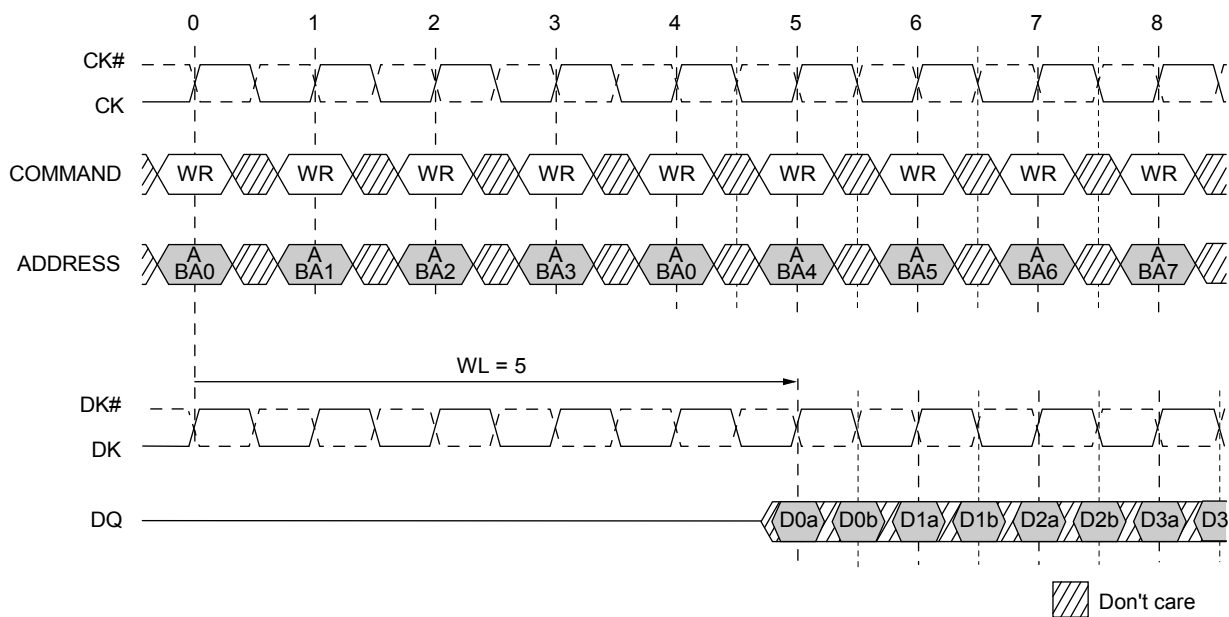 0 1 2 3 4 5 6 7 8
CK#
CK
COMMAND WR WR WR WR WR WR WR WR WR
ADDRESS A A A A A A A A A
BA0 BA1 BA2 BA3 BA0 BA4 BA5 BA6 BA7
WL = 5
DK#
DK
DQ D0a D0b D1a D1b D2a D2b D3a D3
Don't care